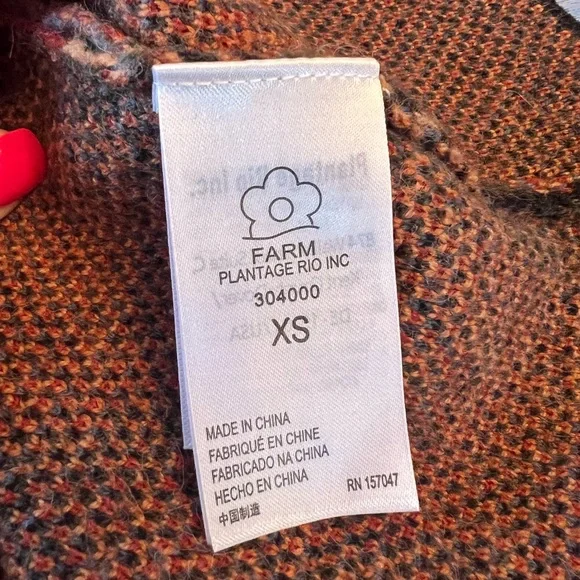 FARM
PLANTAGE RIO INC
304000
XS
MADE IN CHINA
FABRIQUÉ EN CHINE
FABRICADO NA CHINA
HECHO EN CHINA
RN 157047
中国制造